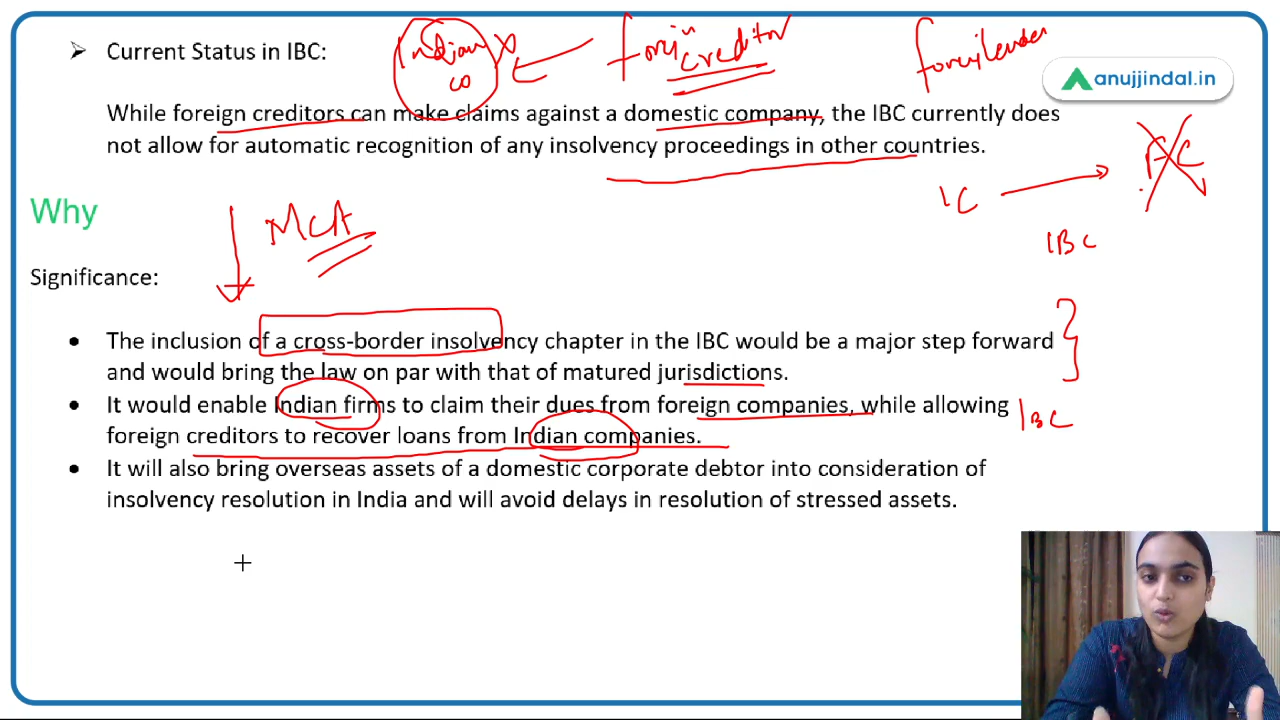 ➤ Current Status in IBC:
Indian co
foreign creditor
anujjindal.in
While foreign creditors can make claims against a domestic company, the IBC currently does
not allow for automatic recognition of any insolvency proceedings in other countries.
IC
FC
IBC
Why
MCA
Significance:
• The inclusion of a cross-border insolvency chapter in the IBC would be a major step forward
and would bring the law on par with that of matured jurisdictions.
• It would enable Indian firms to claim their dues from foreign companies, while allowing
IBC
foreign creditors to recover loans from Indian companies.
• It will also bring overseas assets of a domestic corporate debtor into consideration of
insolvency resolution in India and will avoid delays in resolution of stressed assets.